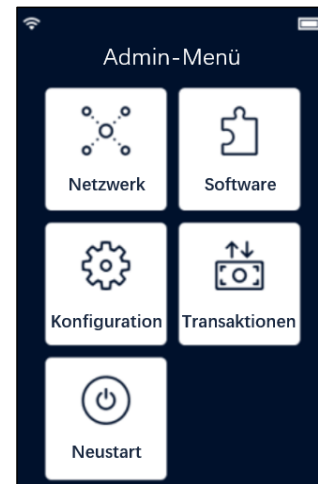 Admin-Menü
Netzwerk
Software
Konfiguration
Transaktionen
Neustart